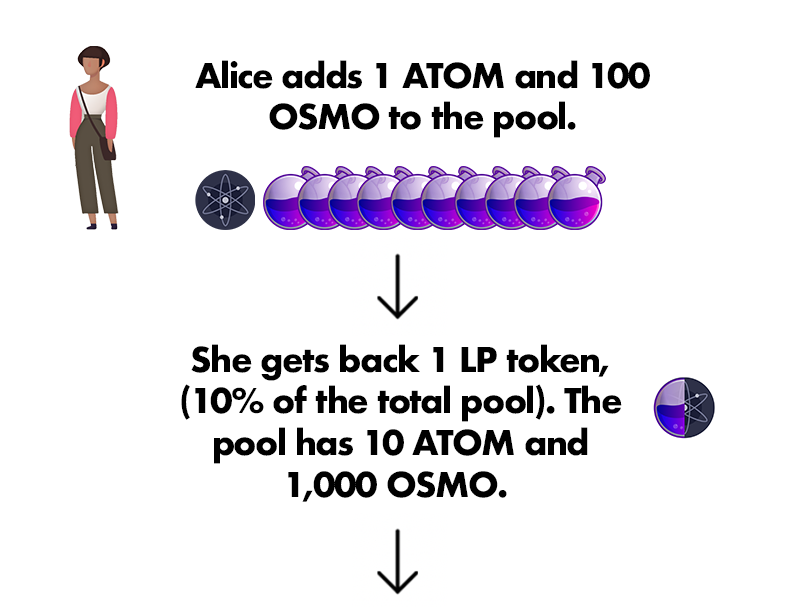 Alice adds 1 ATOM and 100
OSMO to the pool.
She gets back 1 LP token,
(10% of the total pool). The
pool has 10 ATOM and
1,000 OSMO.